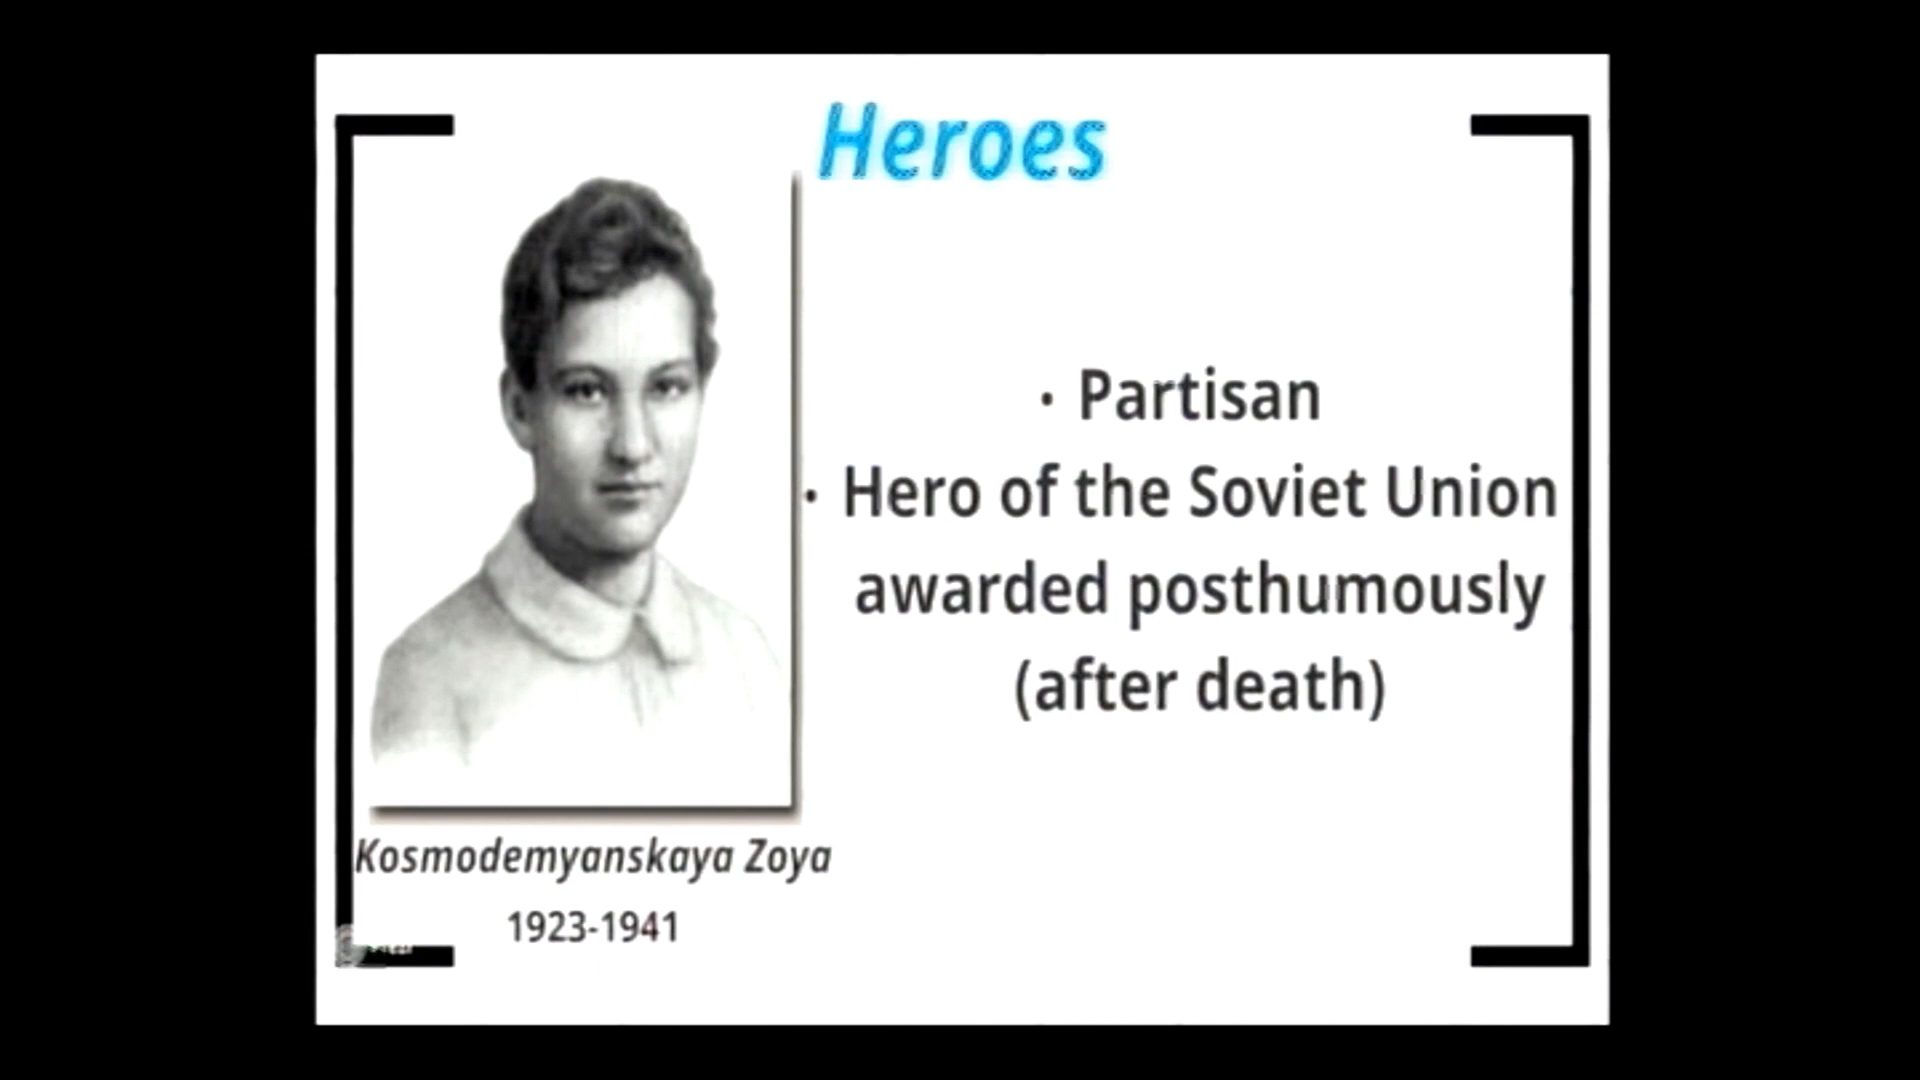 Heroes
· Partisan
· Hero of the Soviet Union
awarded posthumously
(after death)
Kosmodemyanskaya Zoya
1923-1941